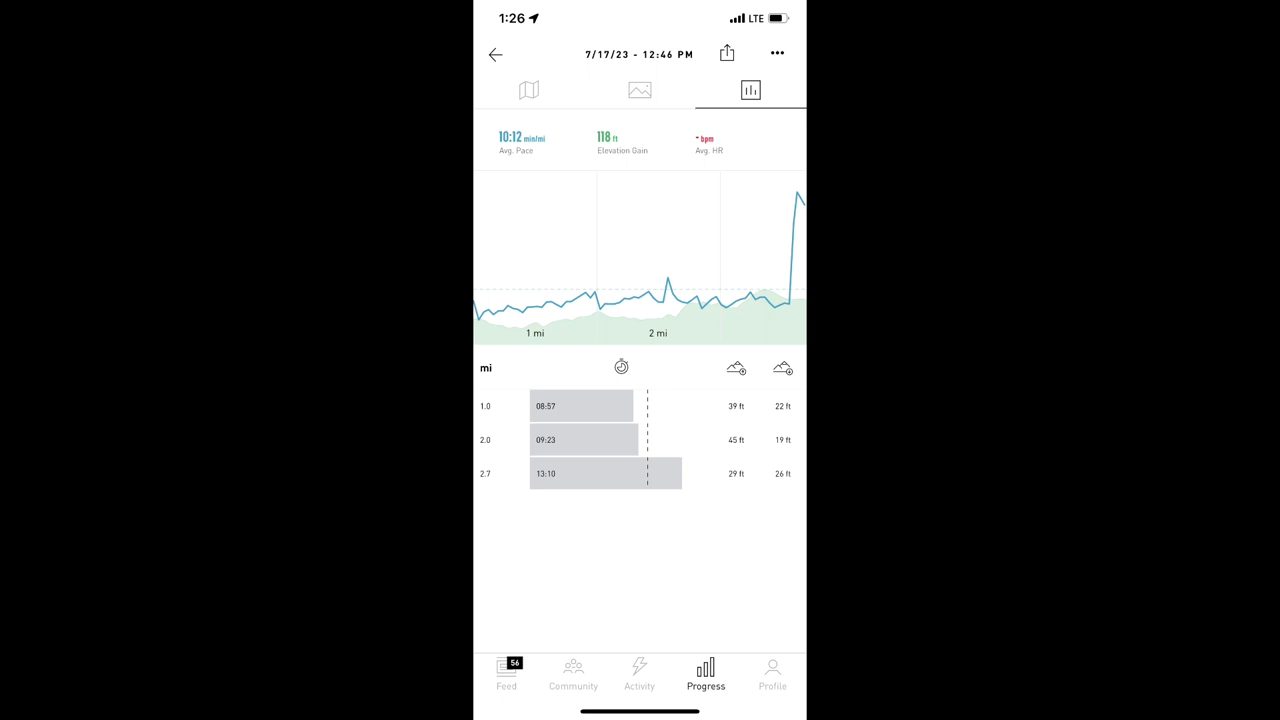 1:26 LTE
7/17/23 - 12:46 PM
10:12 min/mi 118 ft - bpm
Avg. Pace Elevation Gain Avg. HR
1 mi 2 mi
mi
1.0 08:57 39 ft 22 ft
2.0 09:23 45 ft 19 ft
2.7 13:10 29 ft 26 ft
56
Feed Community Activity Progress Profile